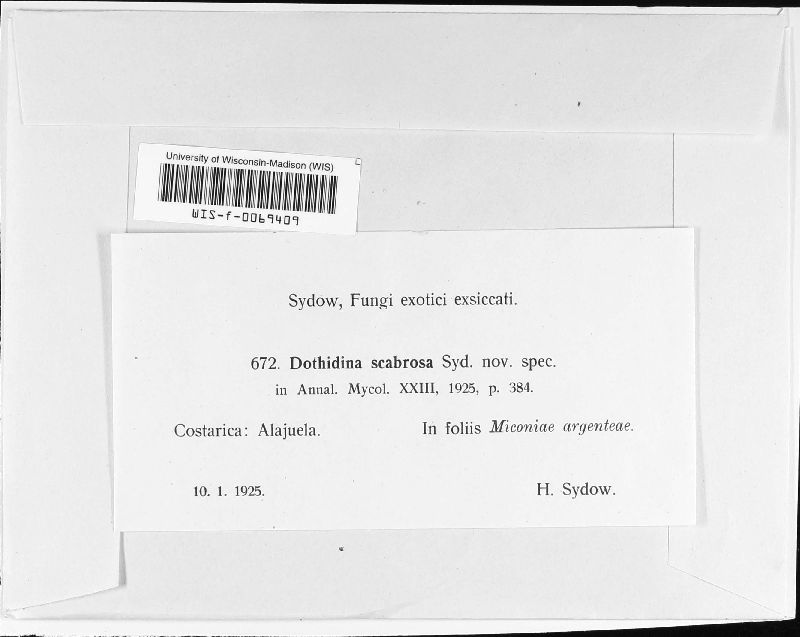 University of Wisconsin-Madison (WIS)
WIS-f-0069409
Sydow, Fungi exotici exsiccati.
672. Dothidina scabrosa Syd. nov. spec.
in Annal. Mycol. XXIII, 1925, p. 384.
Costarica: Alajuela. In foliis Miconiae argenteae.
10. 1. 1925. H. Sydow.